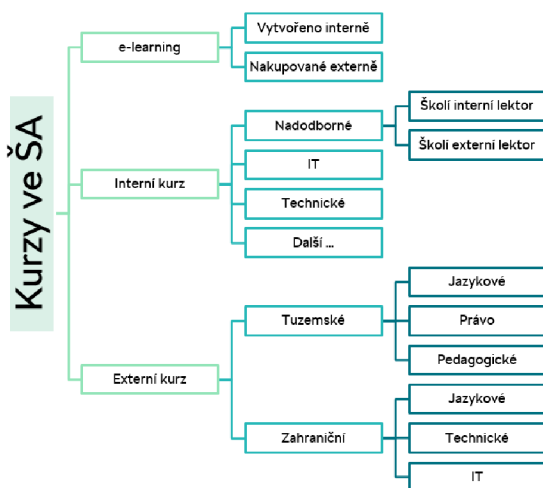 Kurzy ve ŠA
e-learning
Vytvořeno interně
Nakupované externě
Interní kurz
Nadodborné
Školí interní lektor
Školí externí lektor
IT
Technické
Další ...
Externí kurz
Tuzemské
Jazykové
Právo
Pedagogické
Zahraniční
Jazykové
Technické
IT